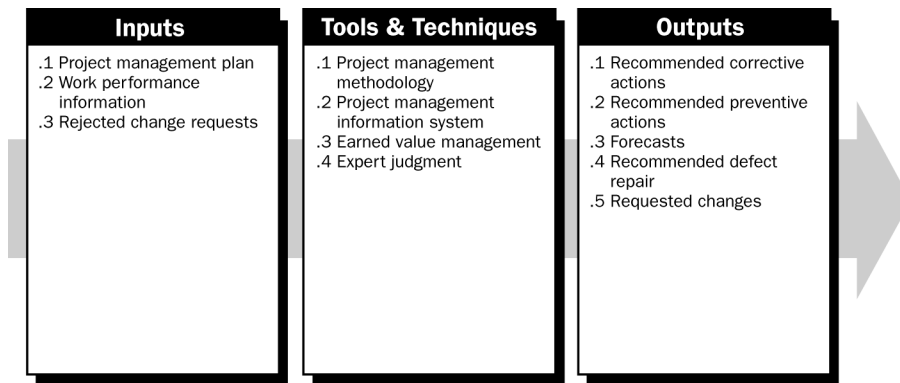 Inputs
.1 Project management plan
.2 Work performance
information
.3 Rejected change requests
Tools & Techniques
.1 Project management
methodology
.2 Project management
information system
.3 Earned value management
.4 Expert judgment
Outputs
.1 Recommended corrective
actions
.2 Recommended preventive
actions
.3 Forecasts
.4 Recommended defect
repair
.5 Requested changes